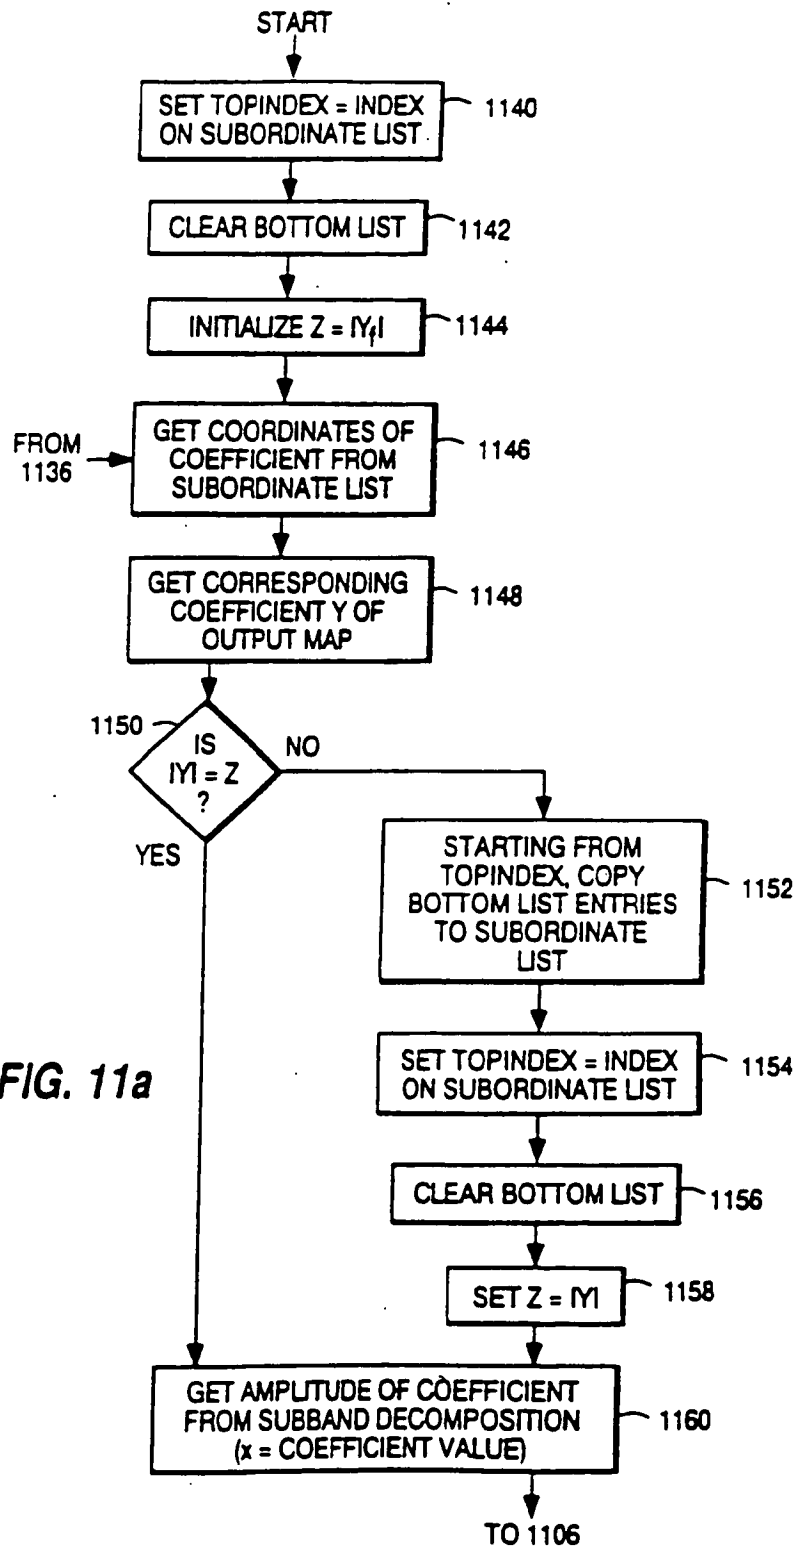 START
SET TOPINDEX = INDEX
ON SUBORDINATE LIST
1140
CLEAR BOTTOM LIST
1142
INITIALIZE Z = |Yf|
1144
FROM
1136
GET COORDINATES OF
COEFFICIENT FROM
SUBORDINATE LIST
1146
GET CORRESPONDING
COEFFICIENT Y OF
OUTPUT MAP
1148
1150
IS
|Y| = Z
?
NO
YES
STARTING FROM
TOPINDEX, COPY
BOTTOM LIST ENTRIES
TO SUBORDINATE
LIST
1152
FIG. 11a
SET TOPINDEX = INDEX
ON SUBORDINATE LIST
1154
CLEAR BOTTOM LIST
1156
SET Z = |Y|
1158
GET AMPLITUDE OF COEFFICIENT
FROM SUBBAND DECOMPOSITION
(x = COEFFICIENT VALUE)
1160
TO 1106